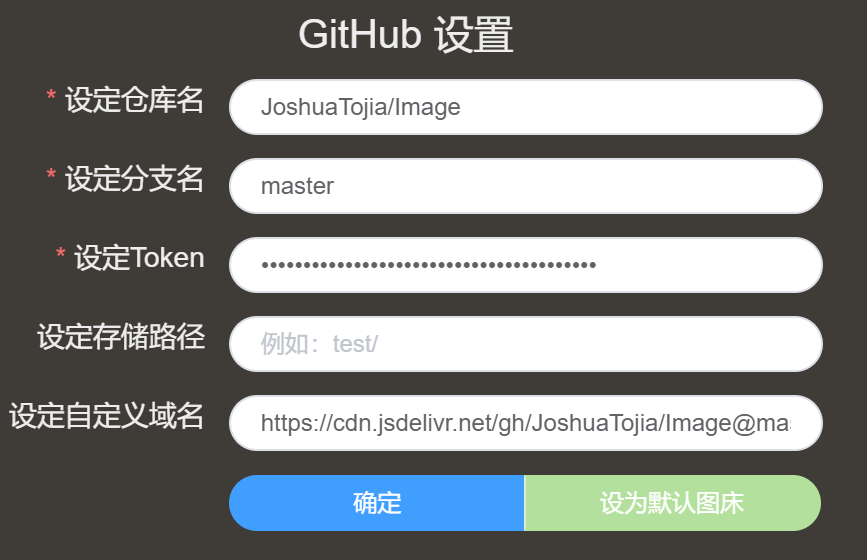 GitHub 设置
* 设定仓库名
JoshuaTojia/Image
* 设定分支名
master
* 设定Token
••••••••••••••••••••••••••••••••••••••••
设定存储路径
例如：test/
设定自定义域名
https://cdn.jsdelivr.net/gh/JoshuaTojia/Image@mas
确定
设为默认图床